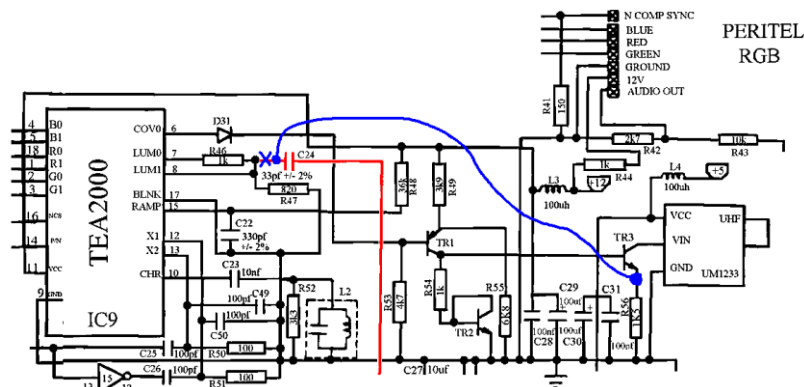 N COMP SYNC
BLUE
RED
GREEN
GROUND
12V
AUDIO OUT
PERITEL
RGB
R41
150
2k7
R42
10k
R43
1k
R44
L3
100uh
+12
L4
100uh
+5
4
B0
5
B1
18
R0
1
R1
2
G0
3
G1
16
NCS
14
P/N
11
VCC
9
GND
TEA2000
IC9
COV0
6
LUM0
7
LUM1
8
BLNK
17
RAMP
15
X1
12
X2
13
CHR
10
D31
R46
1k
C24
33pf +/- 2%
820
R47
C22
330pf
+/- 2%
C23
10nf
R52
3k3
L2
C49
100pf
100pf
C50
C25
100pf
R50
100
C26
100pf
R51
100
15
13
12
36k
R48
3k9
R49
TR1
R53
4k7
R54
1k
TR2
R55
6K8
C27
10uf
100nf
C28
C29
100uf
C30
C31
100uf
TR3
R56
1K5
VCC
VIN
GND
UHF
UM1233